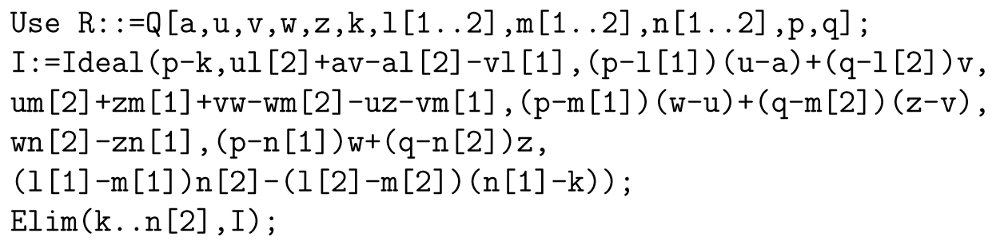 Use R::=Q[a,u,v,w,z,k,l[1..2],m[1..2],n[1..2],p,q];
I:=Ideal(p-k,ul[2]+av-al[2]-vl[1],(p-l[1])(u-a)+(q-l[2])v,
um[2]+zm[1]+vw-wm[2]-uz-vm[1],(p-m[1])(w-u)+(q-m[2])(z-v),
wn[2]-zn[1],(p-n[1])w+(q-n[2])z,
(l[1]-m[1])n[2]-(l[2]-m[2])(n[1]-k));
Elim(k..n[2],I);